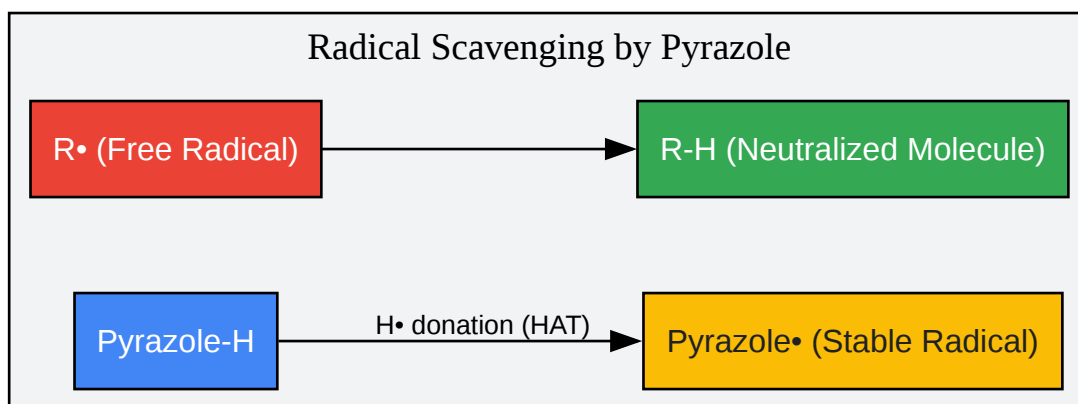 Radical Scavenging by Pyrazole
R• (Free Radical)
R-H (Neutralized Molecule)
Pyrazole-H
H• donation (HAT)
Pyrazole• (Stable Radical)